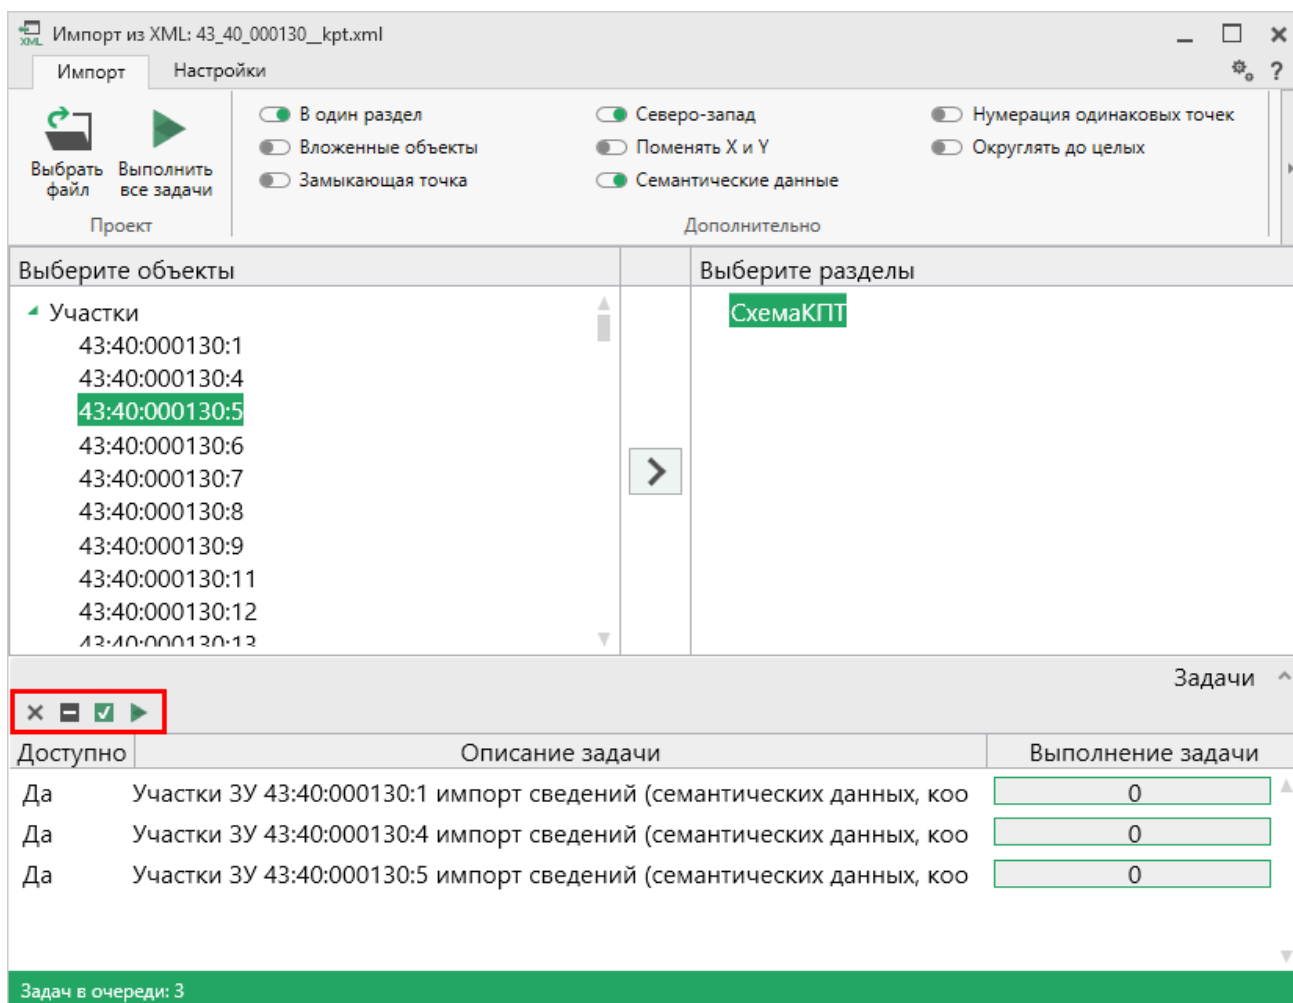 Импорт из XML: 43_40_000130__kpt.xml
Импорт Настройки ?
Выбрать файл
Выполнить все задачи
Проект
В один раздел
Вложенные объекты
Замыкающая точка
Северо-запад
Поменять X и Y
Семантические данные
Нумерация одинаковых точек
Округлять до целых
Дополнительно
Выберите объекты
Участки
43:40:000130:1
43:40:000130:4
43:40:000130:5
43:40:000130:6
43:40:000130:7
43:40:000130:8
43:40:000130:9
43:40:000130:11
43:40:000130:12
43:40:000130:13
Выберите разделы
СхемаКПТ
Задачи
Доступно Описание задачи Выполнение задачи
Да Участки ЗУ 43:40:000130:1 импорт сведений (семантических данных, коо 0
Да Участки ЗУ 43:40:000130:4 импорт сведений (семантических данных, коо 0
Да Участки ЗУ 43:40:000130:5 импорт сведений (семантических данных, коо 0
Задач в очереди: 3